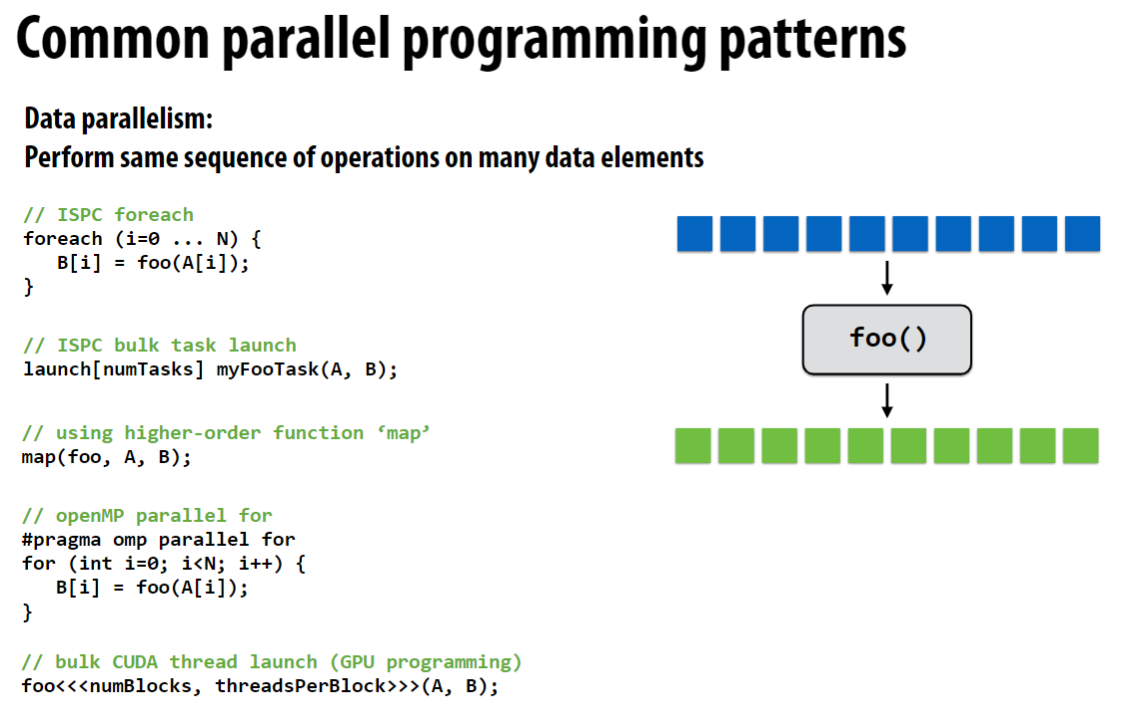 Common parallel programming patterns
Data parallelism:
Perform same sequence of operations on many data elements
// ISPC foreach
foreach (i=0 ... N) {
   B[i] = foo(A[i]);
}
// ISPC bulk task launch
launch[numTasks] myFooTask(A, B);
// using higher-order function ‘map’
map(foo, A, B);
// openMP parallel for
#pragma omp parallel for
for (int i=0; i<N; i++) {
   B[i] = foo(A[i]);
}
// bulk CUDA thread launch (GPU programming)
foo<<<numBlocks, threadsPerBlock>>>(A, B);
foo()